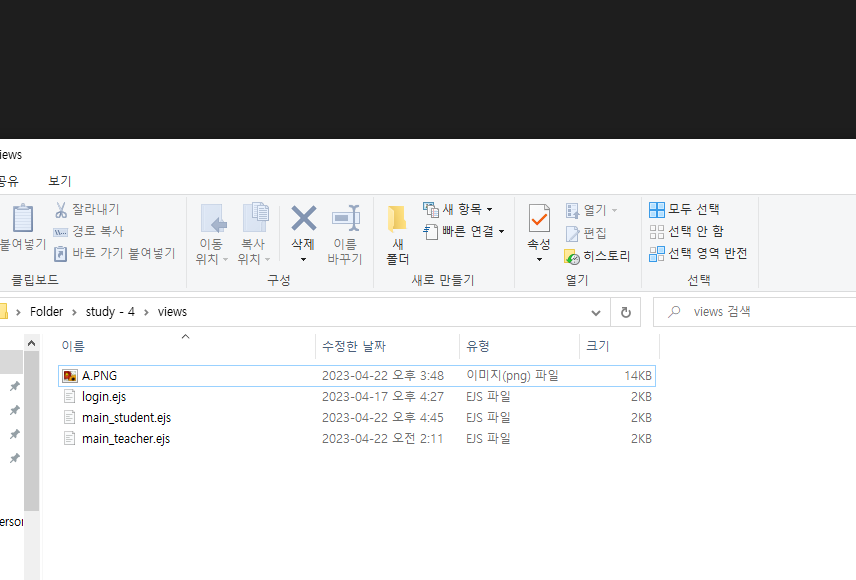 iews
공유 보기
붙여넣기
잘라내기
경로 복사
바로 가기 붙여넣기
클립보드
이동 위치
복사 위치
삭제
이름 바꾸기
구성
새 폴더
새 항목
빠른 연결
새로 만들기
속성
열기
편집
히스토리
열기
모두 선택
선택 안 함
선택 영역 반전
선택
Folder study - 4 views
views 검색
이름 수정한 날짜 유형 크기
A.PNG 2023-04-22 오후 3:48 이미지(png) 파일 14KB
login.ejs 2023-04-17 오후 4:27 EJS 파일 2KB
main_student.ejs 2023-04-22 오후 4:45 EJS 파일 2KB
main_teacher.ejs 2023-04-22 오전 2:11 EJS 파일 2KB
erson